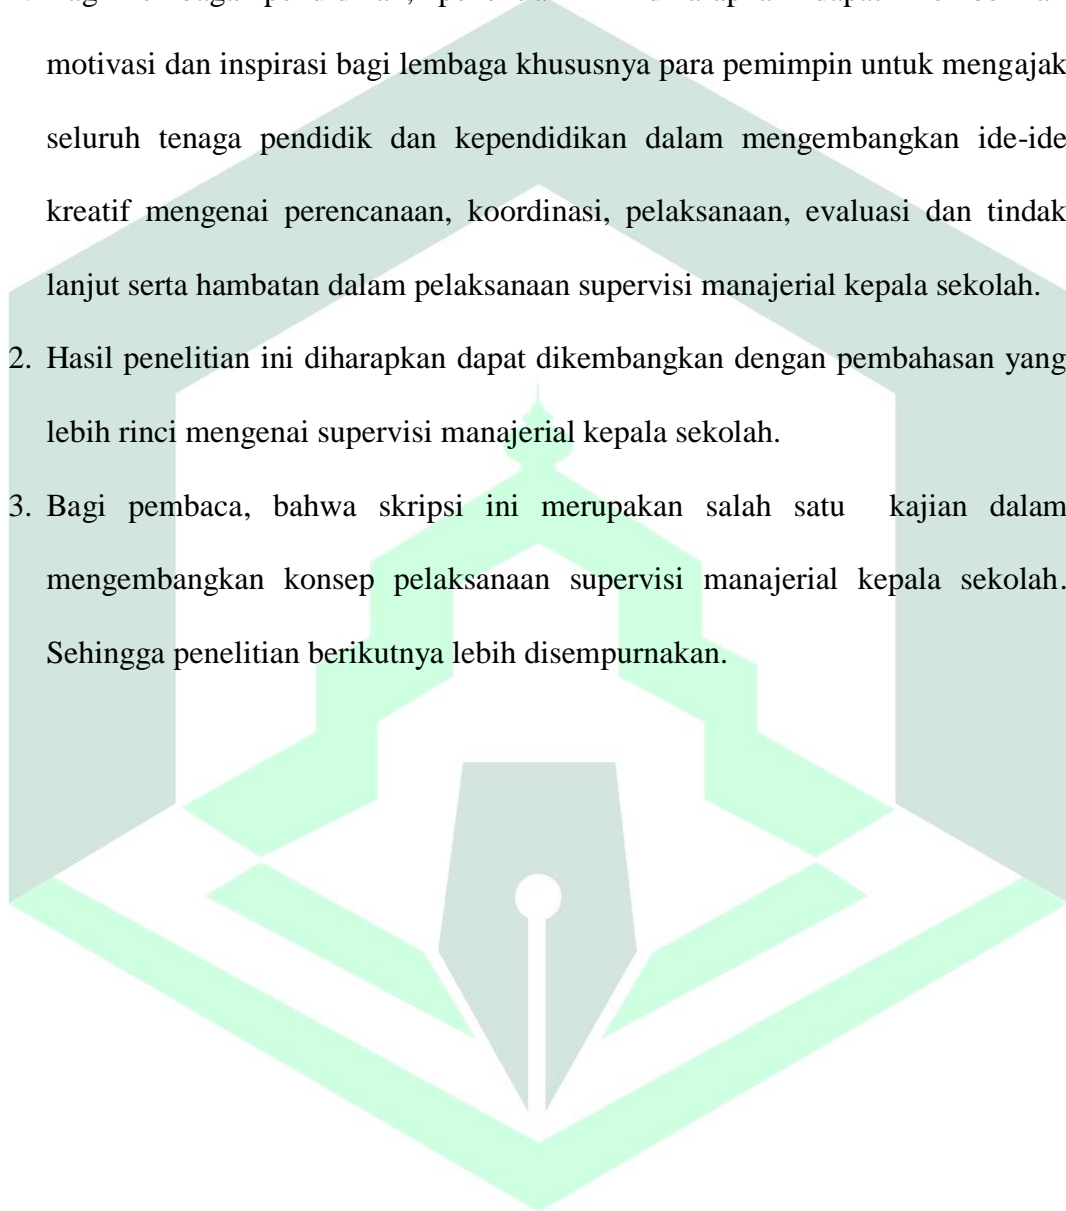 motivasi dan inspirasi bagi lembaga khususnya para pemimpin untuk mengajak
seluruh tenaga pendidik dan kependidikan dalam mengembangkan ide-ide
kreatif mengenai perencanaan, koordinasi, pelaksanaan, evaluasi dan tindak
lanjut serta hambatan dalam pelaksanaan supervisi manajerial kepala sekolah.
2. Hasil penelitian ini diharapkan dapat dikembangkan dengan pembahasan yang
lebih rinci mengenai supervisi manajerial kepala sekolah.
3. Bagi pembaca, bahwa skripsi ini merupakan salah satu kajian dalam
mengembangkan konsep pelaksanaan supervisi manajerial kepala sekolah.
Sehingga penelitian berikutnya lebih disempurnakan.